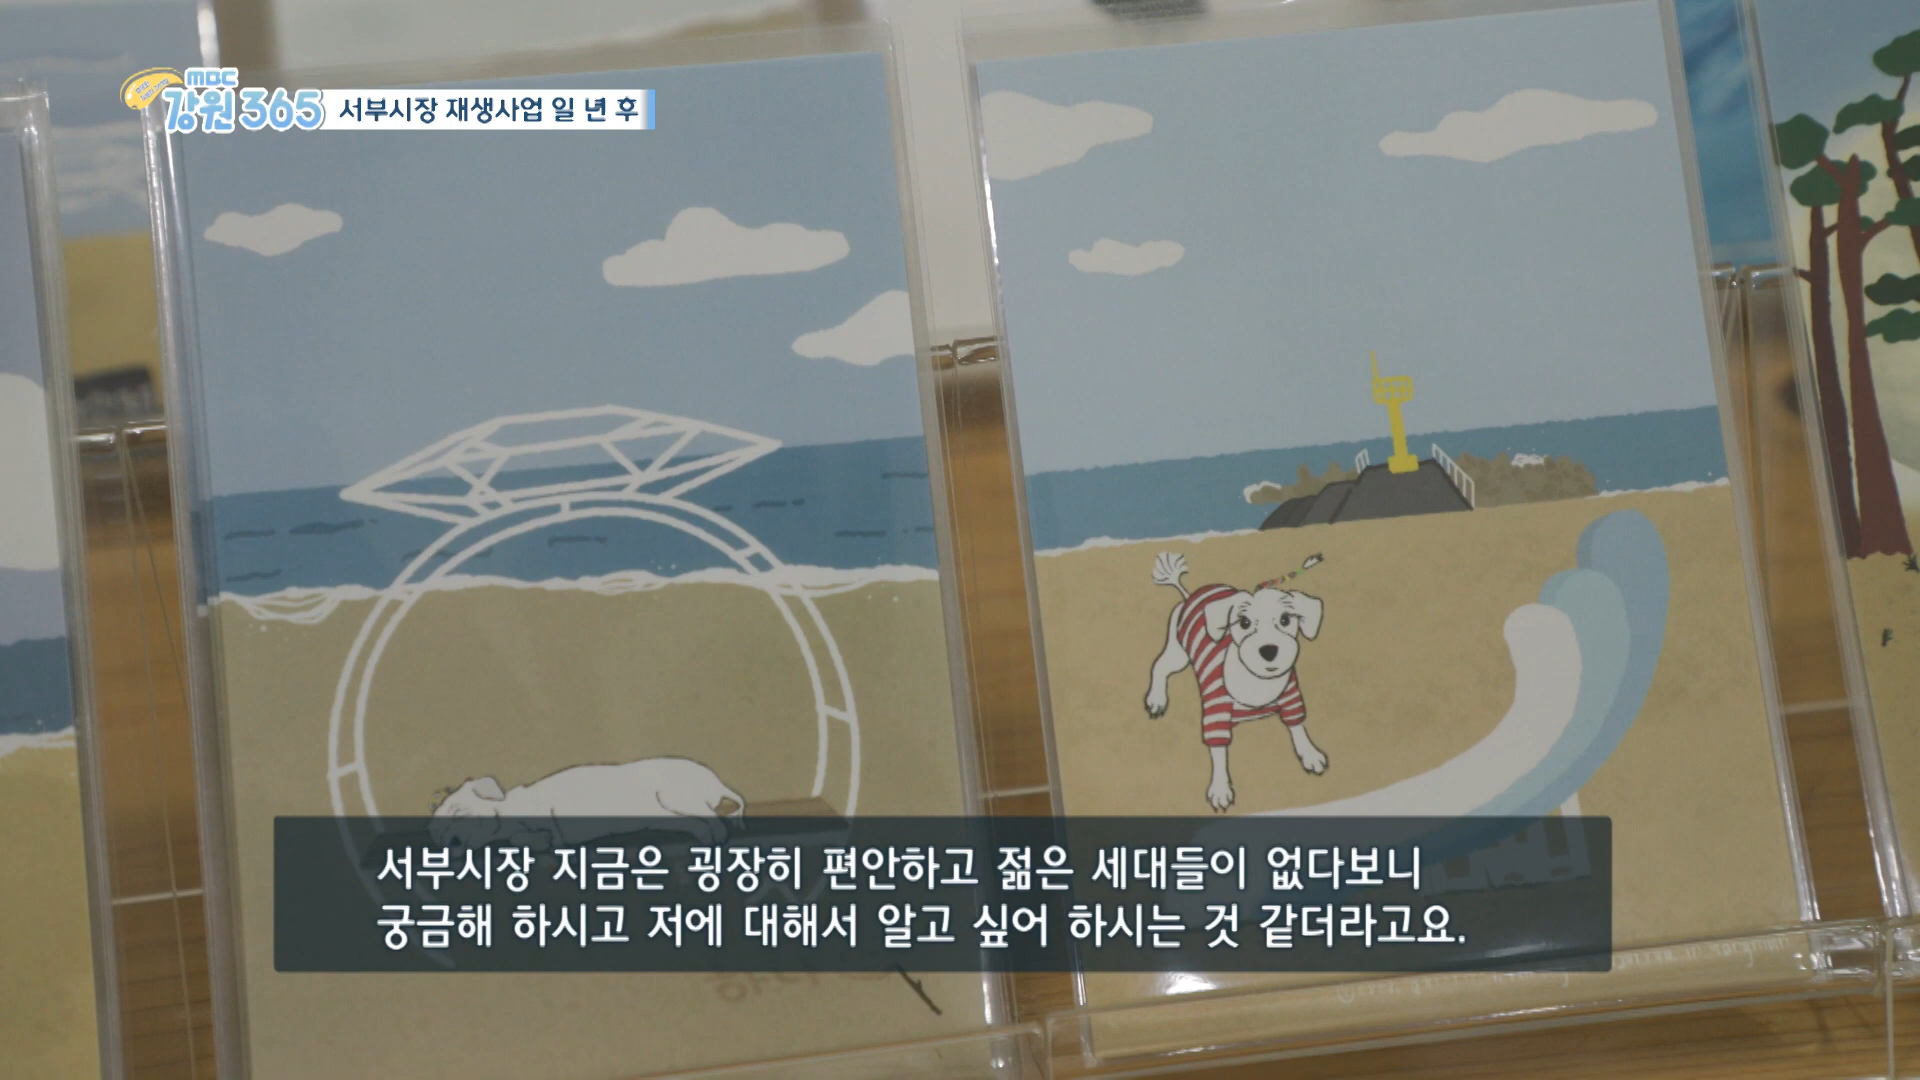 mbc
강원365 서부시장 재생사업 일 년 후
서부시장 지금은 굉장히 편안하고 젊은 세대들이 없다보니
궁금해 하시고 저에 대해서 알고 싶어 하시는 것 같더라고요.